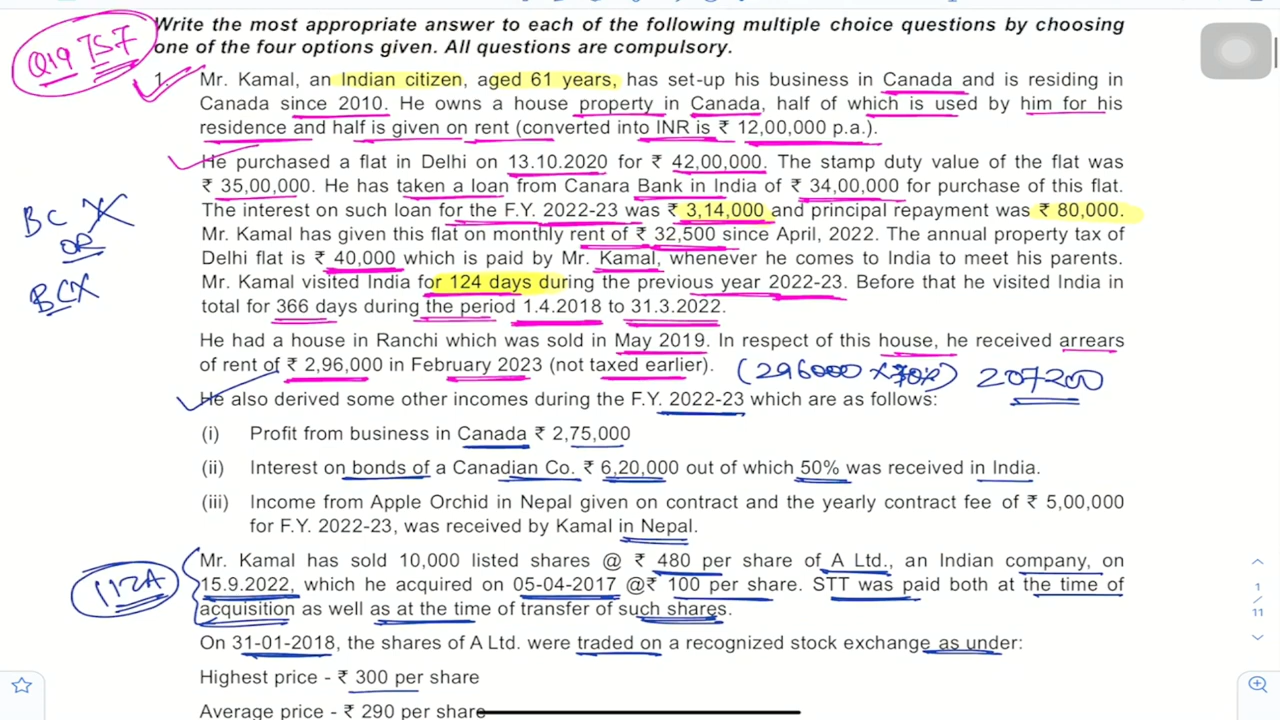 Q19 757
Write the most appropriate answer to each of the following multiple choice questions by choosing
one of the four options given. All questions are compulsory.
1. Mr. Kamal, an Indian citizen, aged 61 years, has set-up his business in Canada and is residing in
Canada since 2010. He owns a house property in Canada, half of which is used by him for his
residence and half is given on rent (converted into INR is ₹ 12,00,000 p.a.).
He purchased a flat in Delhi on 13.10.2020 for ₹ 42,00,000. The stamp duty value of the flat was
₹ 35,00,000. He has taken a loan from Canara Bank in India of ₹ 34,00,000 for purchase of this flat.
The interest on such loan for the F.Y. 2022-23 was ₹ 3,14,000 and principal repayment was ₹ 80,000.
Mr. Kamal has given this flat on monthly rent of ₹ 32,500 since April, 2022. The annual property tax of
Delhi flat is ₹ 40,000 which is paid by Mr. Kamal, whenever he comes to India to meet his parents.
Mr. Kamal visited India for 124 days during the previous year 2022-23. Before that he visited India in
total for 366 days during the period 1.4.2018 to 31.3.2022.
BC X
OR
BCX
He had a house in Ranchi which was sold in May 2019. In respect of this house, he received arrears
of rent of ₹ 2,96,000 in February 2023 (not taxed earlier). (296000 x 70%) 207200
He also derived some other incomes during the F.Y. 2022-23 which are as follows:
(i) Profit from business in Canada ₹ 2,75,000
(ii) Interest on bonds of a Canadian Co. ₹ 6,20,000 out of which 50% was received in India.
(iii) Income from Apple Orchid in Nepal given on contract and the yearly contract fee of ₹ 5,00,000
for F.Y. 2022-23, was received by Kamal in Nepal.
112A
Mr. Kamal has sold 10,000 listed shares @ ₹ 480 per share of A Ltd., an Indian company, on
15.9.2022, which he acquired on 05-04-2017 @₹ 100 per share. STT was paid both at the time of
acquisition as well as at the time of transfer of such shares.
On 31-01-2018, the shares of A Ltd. were traded on a recognized stock exchange as under:
Highest price - ₹ 300 per share
Average price - ₹ 290 per share
1
/
11